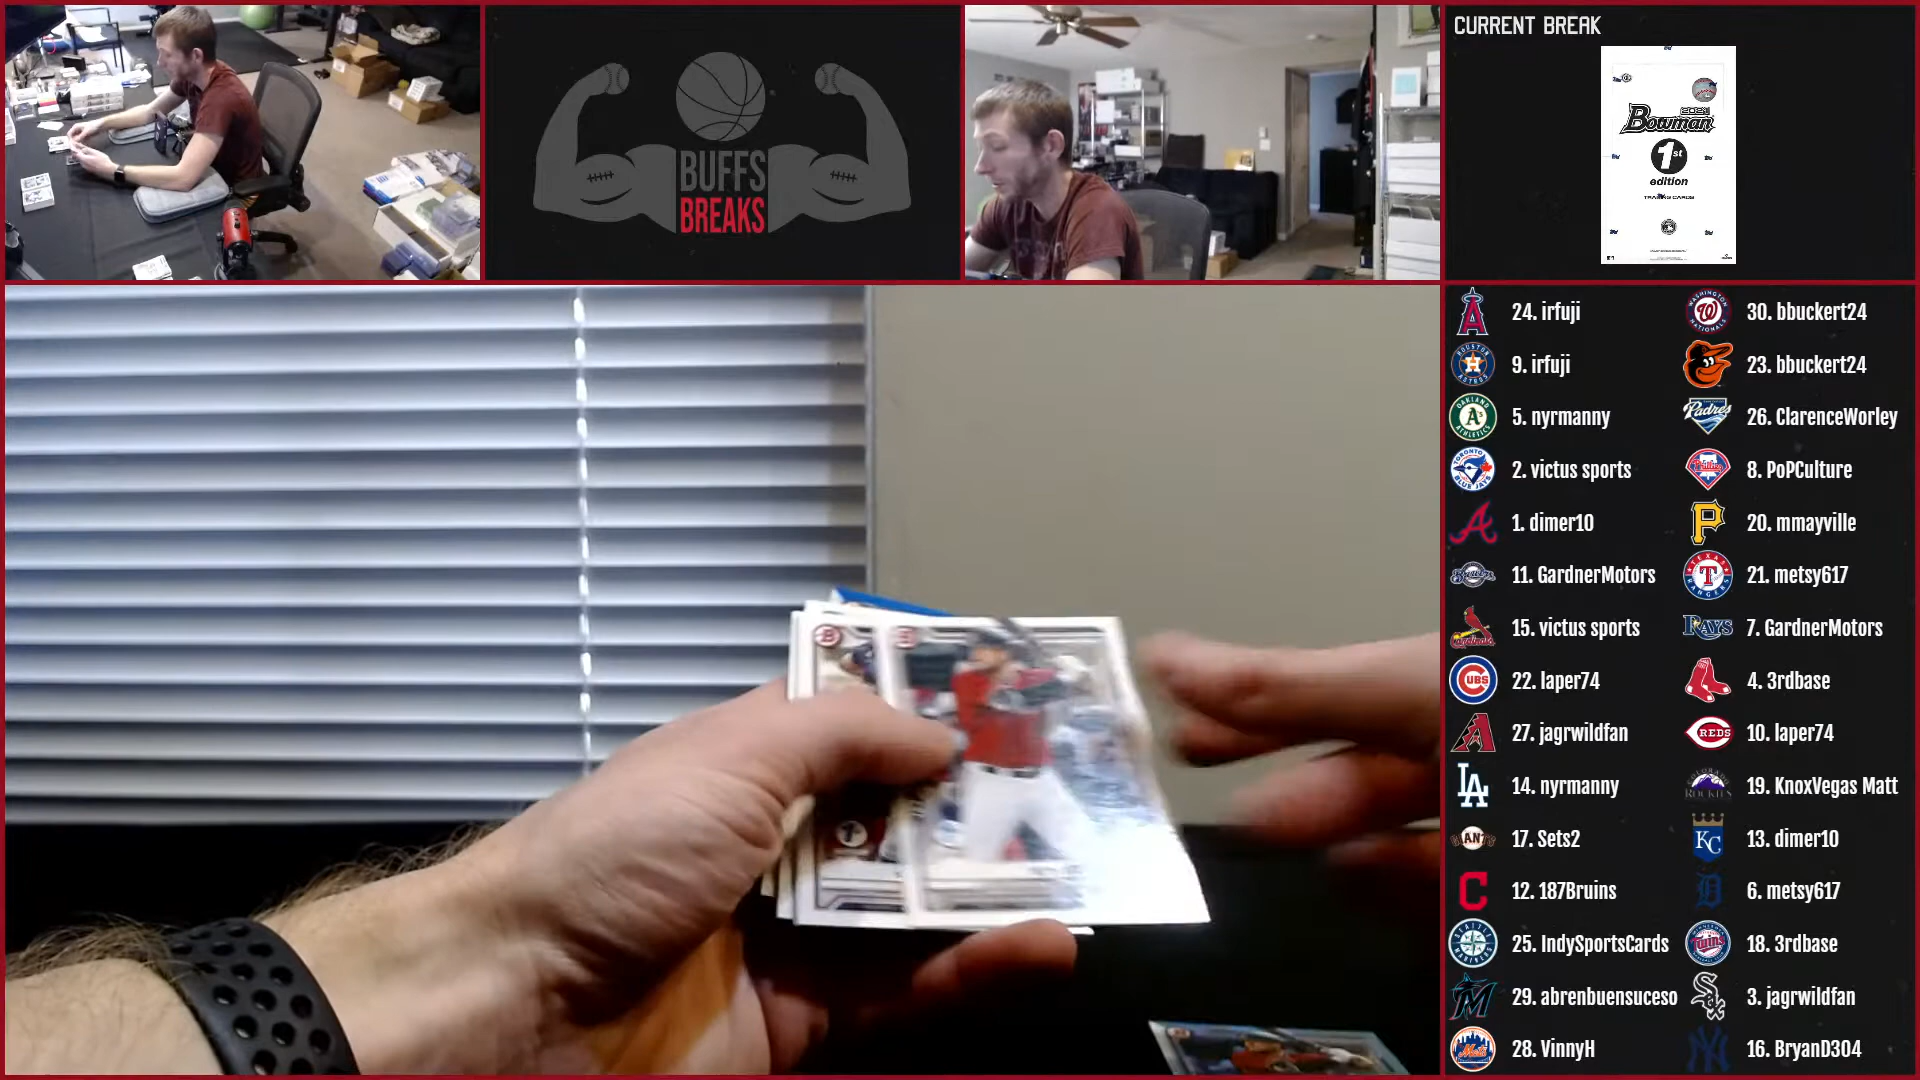 CURRENT BREAK
Bowman
1st
edition
TRADING CARDS
BUFFS
BREAKS
24. irfuji
30. bbuckert24
9. irfuji
23. bbuckert24
5. nyrmanny
26. ClarenceWorley
2. victus sports
8. PoPCulture
1. dimer10
20. mmayville
11. GardnerMotors
21. metsy617
15. victus sports
7. GardnerMotors
22. laper74
4. 3rdbase
27. jagrwildfan
10. laper74
14. nyrmanny
19. KnoxVegas Matt
17. Sets2
13. dimer10
12. 187Bruins
6. metsy617
25. IndySportsCards
18. 3rdbase
29. abrenbuensuceso
3. jagrwildfan
28. VinnyH
16. BryanD304